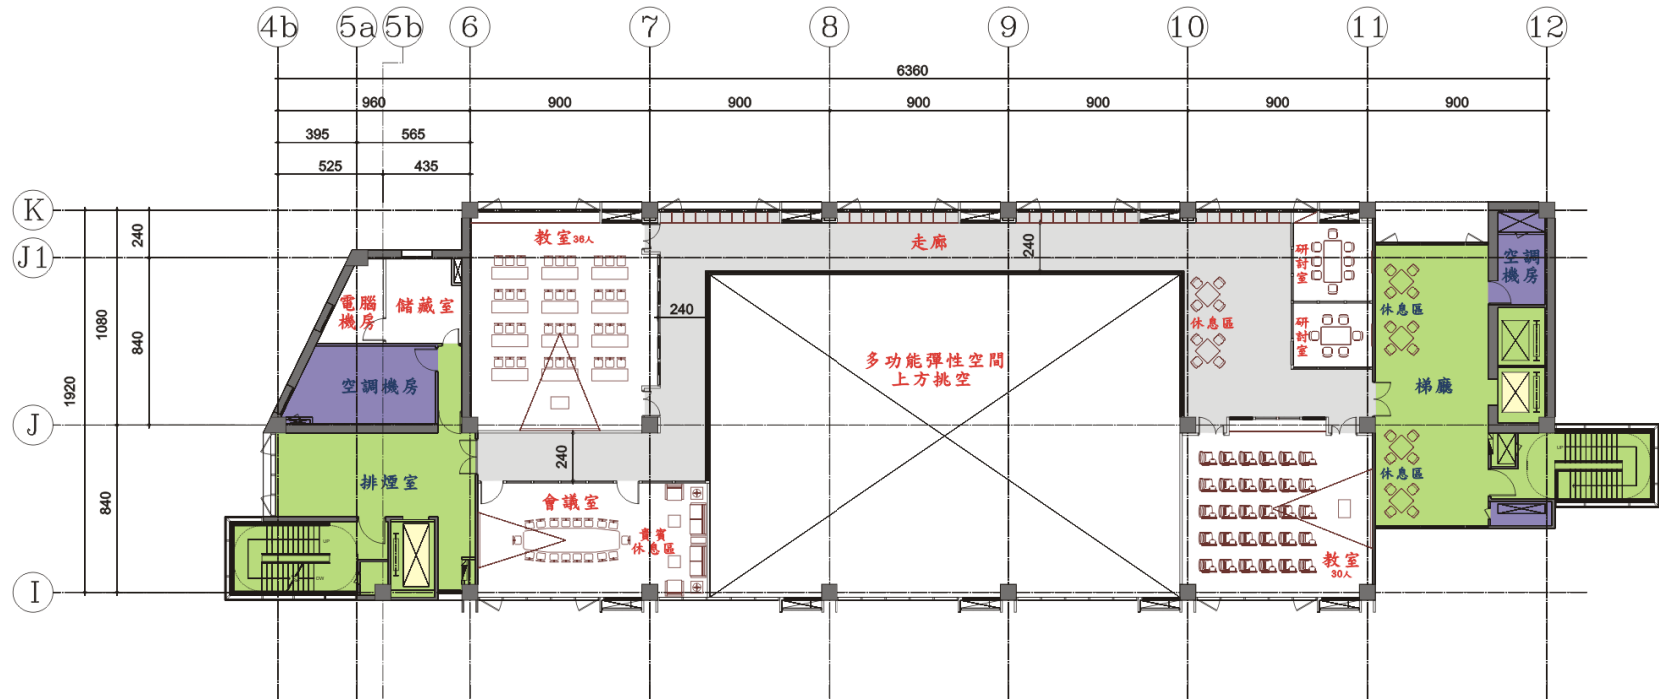 4b 5a 5b 6 7 8 9 10 11 12
6360
960 900 900 900 900 900 900
395 565
525 435
K
J1
J
I
240
1080
840
1920
840
教室36人
走廊
240
研討室
空調機房
休息區
電腦機房
儲藏室
240
休息區
研討室
多功能彈性空間
上方挑空
空調機房
梯廳
240
排煙室
休息區
會議室
貴賓
休息區
教室
30人
UP
DW
UP